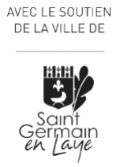 AVEC LE SOUTIEN
DE LA VILLE DE
Saint
Germain
en Laye